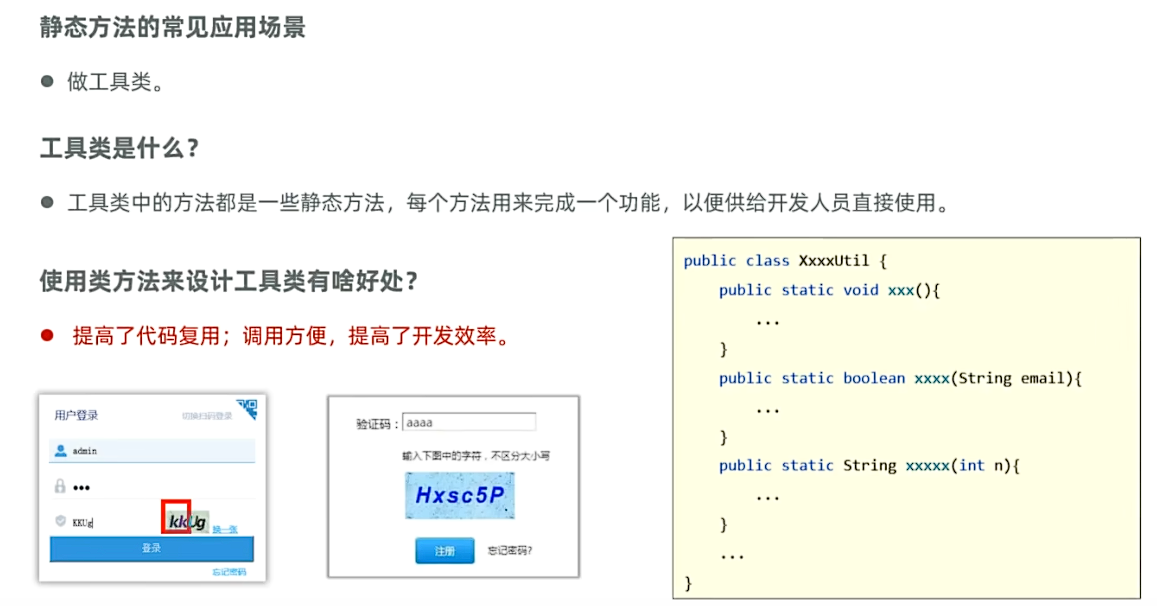 静态方法的常见应用场景
● 做工具类。
工具类是什么？
● 工具类中的方法都是一些静态方法，每个方法用来完成一个功能，以便供给开发人员直接使用。
使用类方法来设计工具类有啥好处？
● 提高了代码复用；调用方便，提高了开发效率。
用户登录 切换扫码登录
admin
●●●
KKUg kkUg 换一张
登录
忘记密码
验证码：aaaa
输入下图中的字符，不区分大小写
Hxsc5P
注册 忘记密码?
public class XxxxUtil {
public static void xxx(){
...
}
public static boolean xxxx(String email){
...
}
public static String xxxxx(int n){
...
}
...
}